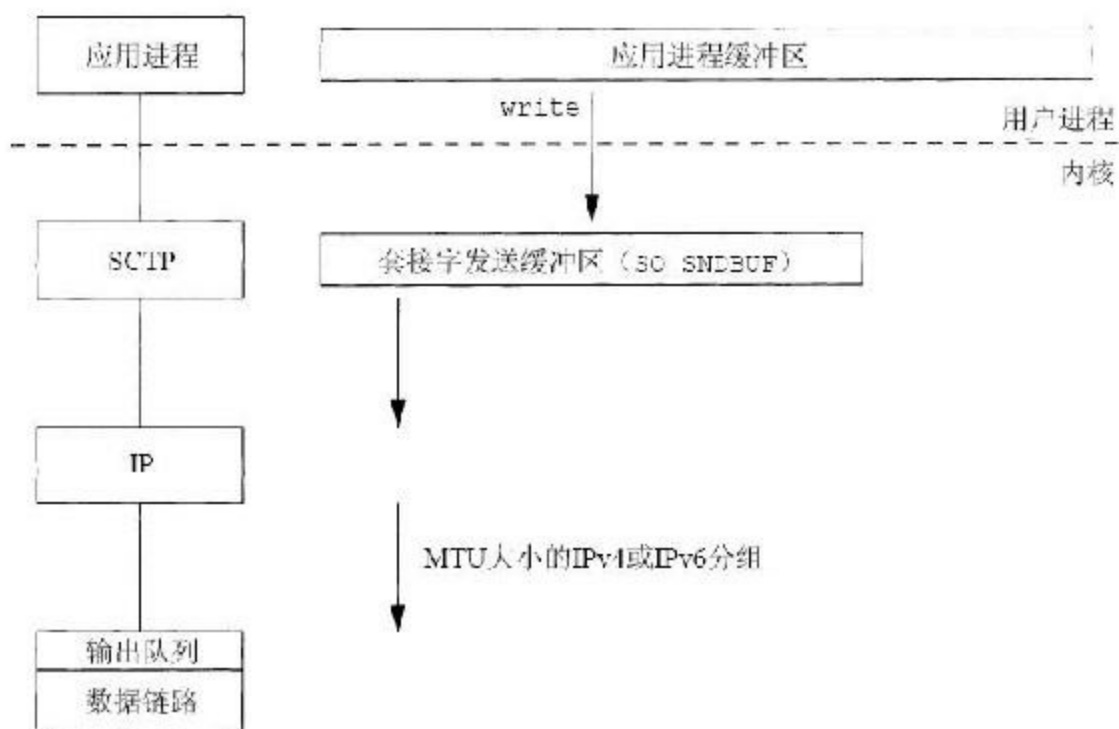 应用进程
应用进程缓冲区
write
用户进程
内核
SCTP
套接字发送缓冲区（SO SNDBUF）
IP
MTU大小的IPv4或IPv6分组
输出队列
数据链路